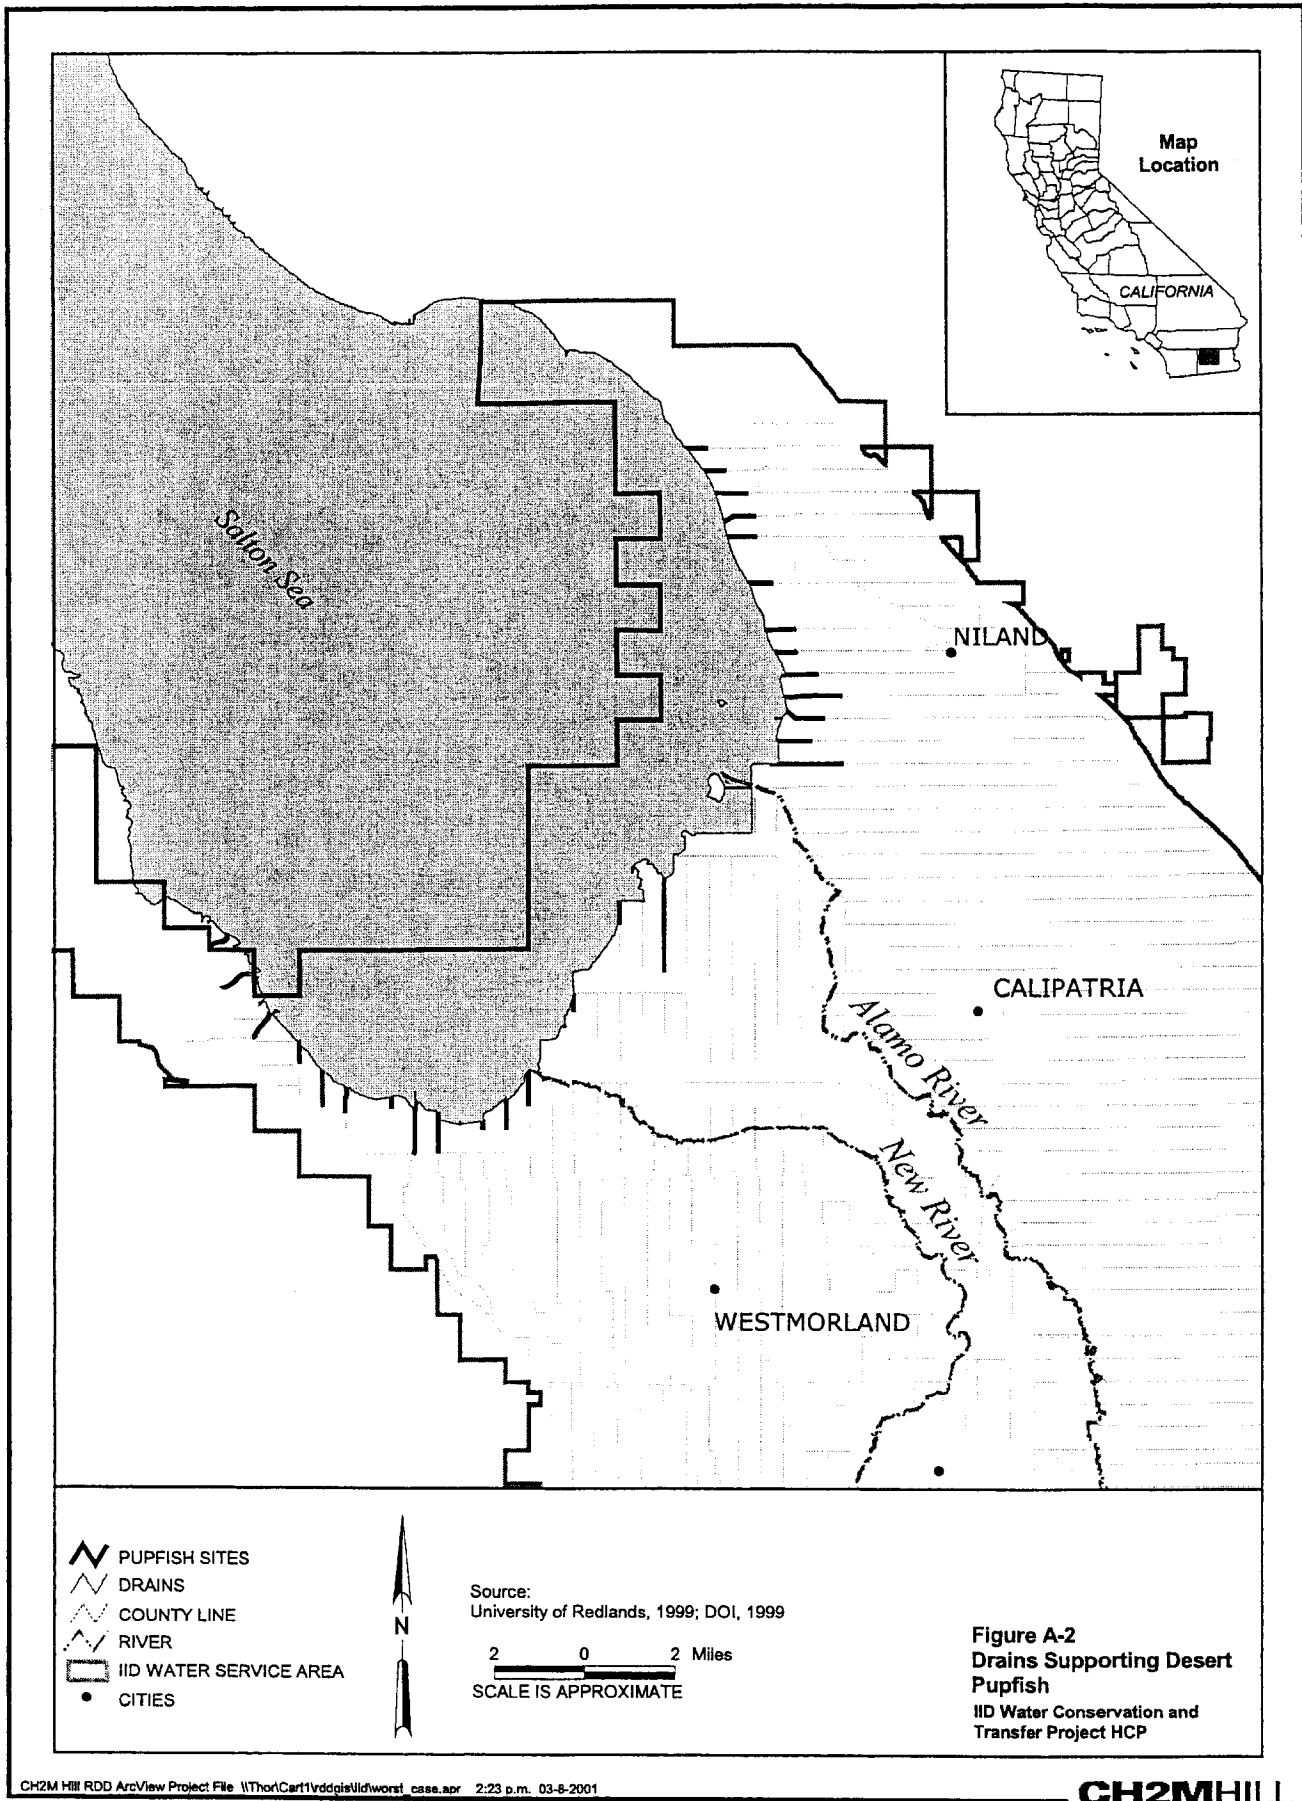 Map
Location
CALIFORNIA
Salton Sea
NILAND
CALIPATRIA
Alamo River
New River
WESTMORLAND
PUPFISH SITES
DRAINS
COUNTY LINE
RIVER
IID WATER SERVICE AREA
CITIES
N
Source:
University of Redlands, 1999; DOI, 1999
2 0 2 Miles
SCALE IS APPROXIMATE
Figure A-2
Drains Supporting Desert
Pupfish
IID Water Conservation and
Transfer Project HCP
CH2M Hill RDD ArcView Project File \\Thor\Cart1\rddgis\iid\worst_case.apr 2:23 p.m. 03-8-2001
CH2MHILL